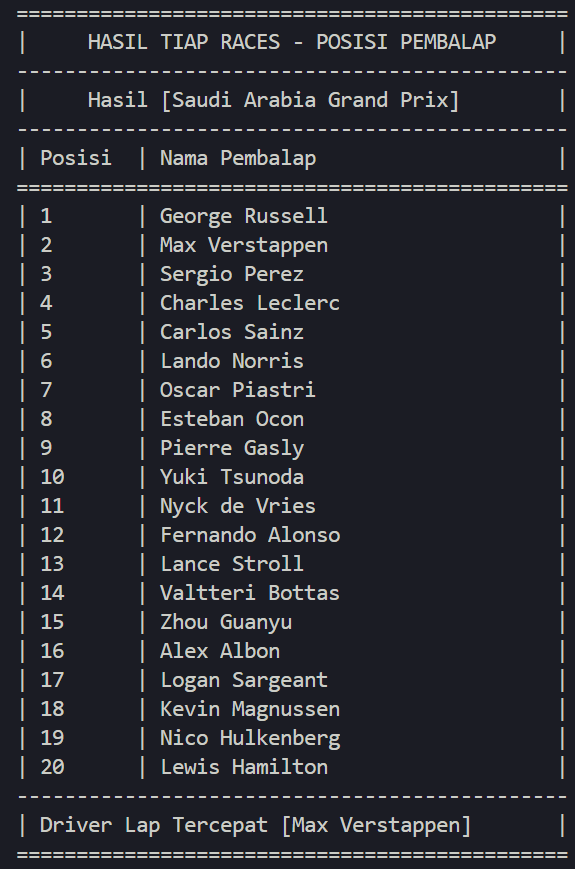 ==============================================
|     HASIL TIAP RACES - POSISI PEMBALAP     |
----------------------------------------------
|     Hasil [Saudi Arabia Grand Prix]        |
----------------------------------------------
| Posisi  | Nama Pembalap                    |
==============================================
| 1       | George Russell                   |
| 2       | Max Verstappen                   |
| 3       | Sergio Perez                     |
| 4       | Charles Leclerc                  |
| 5       | Carlos Sainz                     |
| 6       | Lando Norris                     |
| 7       | Oscar Piastri                    |
| 8       | Esteban Ocon                     |
| 9       | Pierre Gasly                     |
| 10      | Yuki Tsunoda                     |
| 11      | Nyck de Vries                    |
| 12      | Fernando Alonso                  |
| 13      | Lance Stroll                     |
| 14      | Valtteri Bottas                  |
| 15      | Zhou Guanyu                      |
| 16      | Alex Albon                       |
| 17      | Logan Sargeant                   |
| 18      | Kevin Magnussen                  |
| 19      | Nico Hulkenberg                  |
| 20      | Lewis Hamilton                   |
----------------------------------------------
| Driver Lap Tercepat [Max Verstappen]       |
==============================================